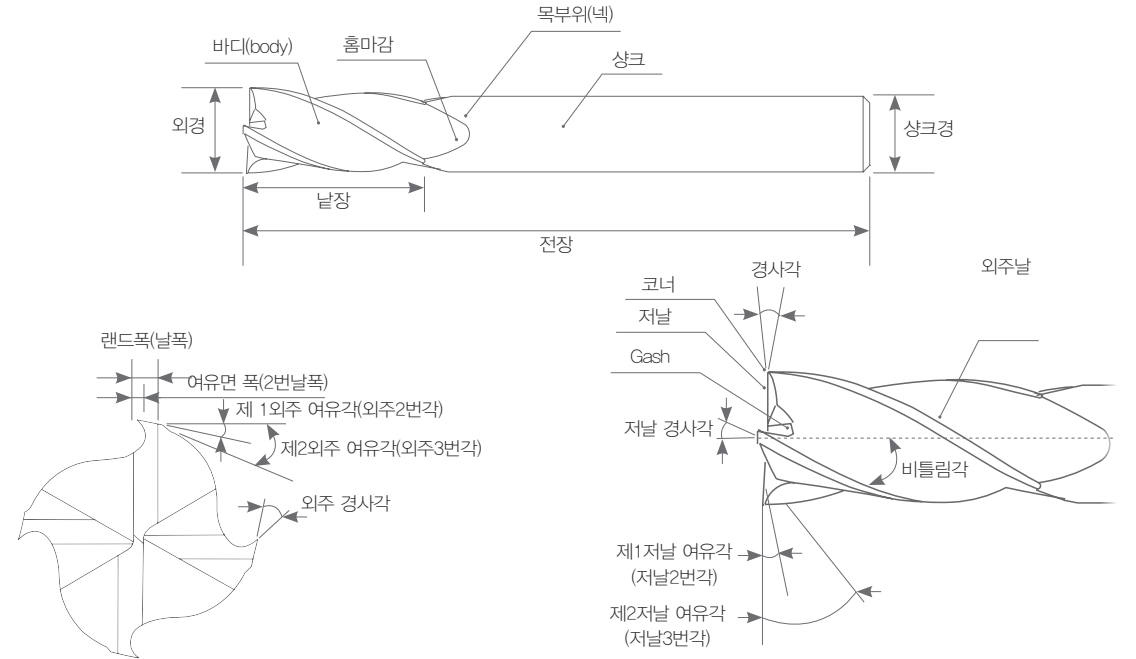 목부위(넥)
바디(body)
홈마감
샹크
외경
샹크경
낱장
전장
경사각
외주날
코너
저날
Gash
저날 경사각
비틀림각
제1저날 여유각
(저날2번각)
제2저날 여유각
(저날3번각)
랜드폭(날폭)
여유면 폭(2번날폭)
제 1외주 여유각(외주2번각)
제2외주 여유각(외주3번각)
외주 경사각